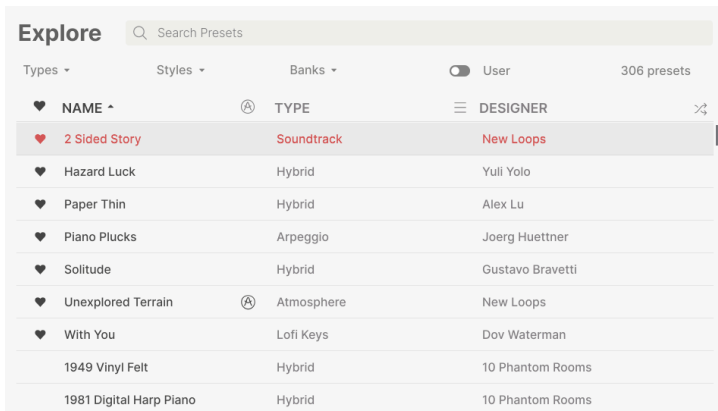 Explore
Search Presets
Types Styles Banks User 306 presets
NAME TYPE DESIGNER
2 Sided Story Soundtrack New Loops
Hazard Luck Hybrid Yuli Yolo
Paper Thin Hybrid Alex Lu
Piano Plucks Arpeggio Joerg Huettner
Solitude Hybrid Gustavo Bravetti
Unexplored Terrain Atmosphere New Loops
With You Lofi Keys Dov Waterman
1949 Vinyl Felt Hybrid 10 Phantom Rooms
1981 Digital Harp Piano Hybrid 10 Phantom Rooms